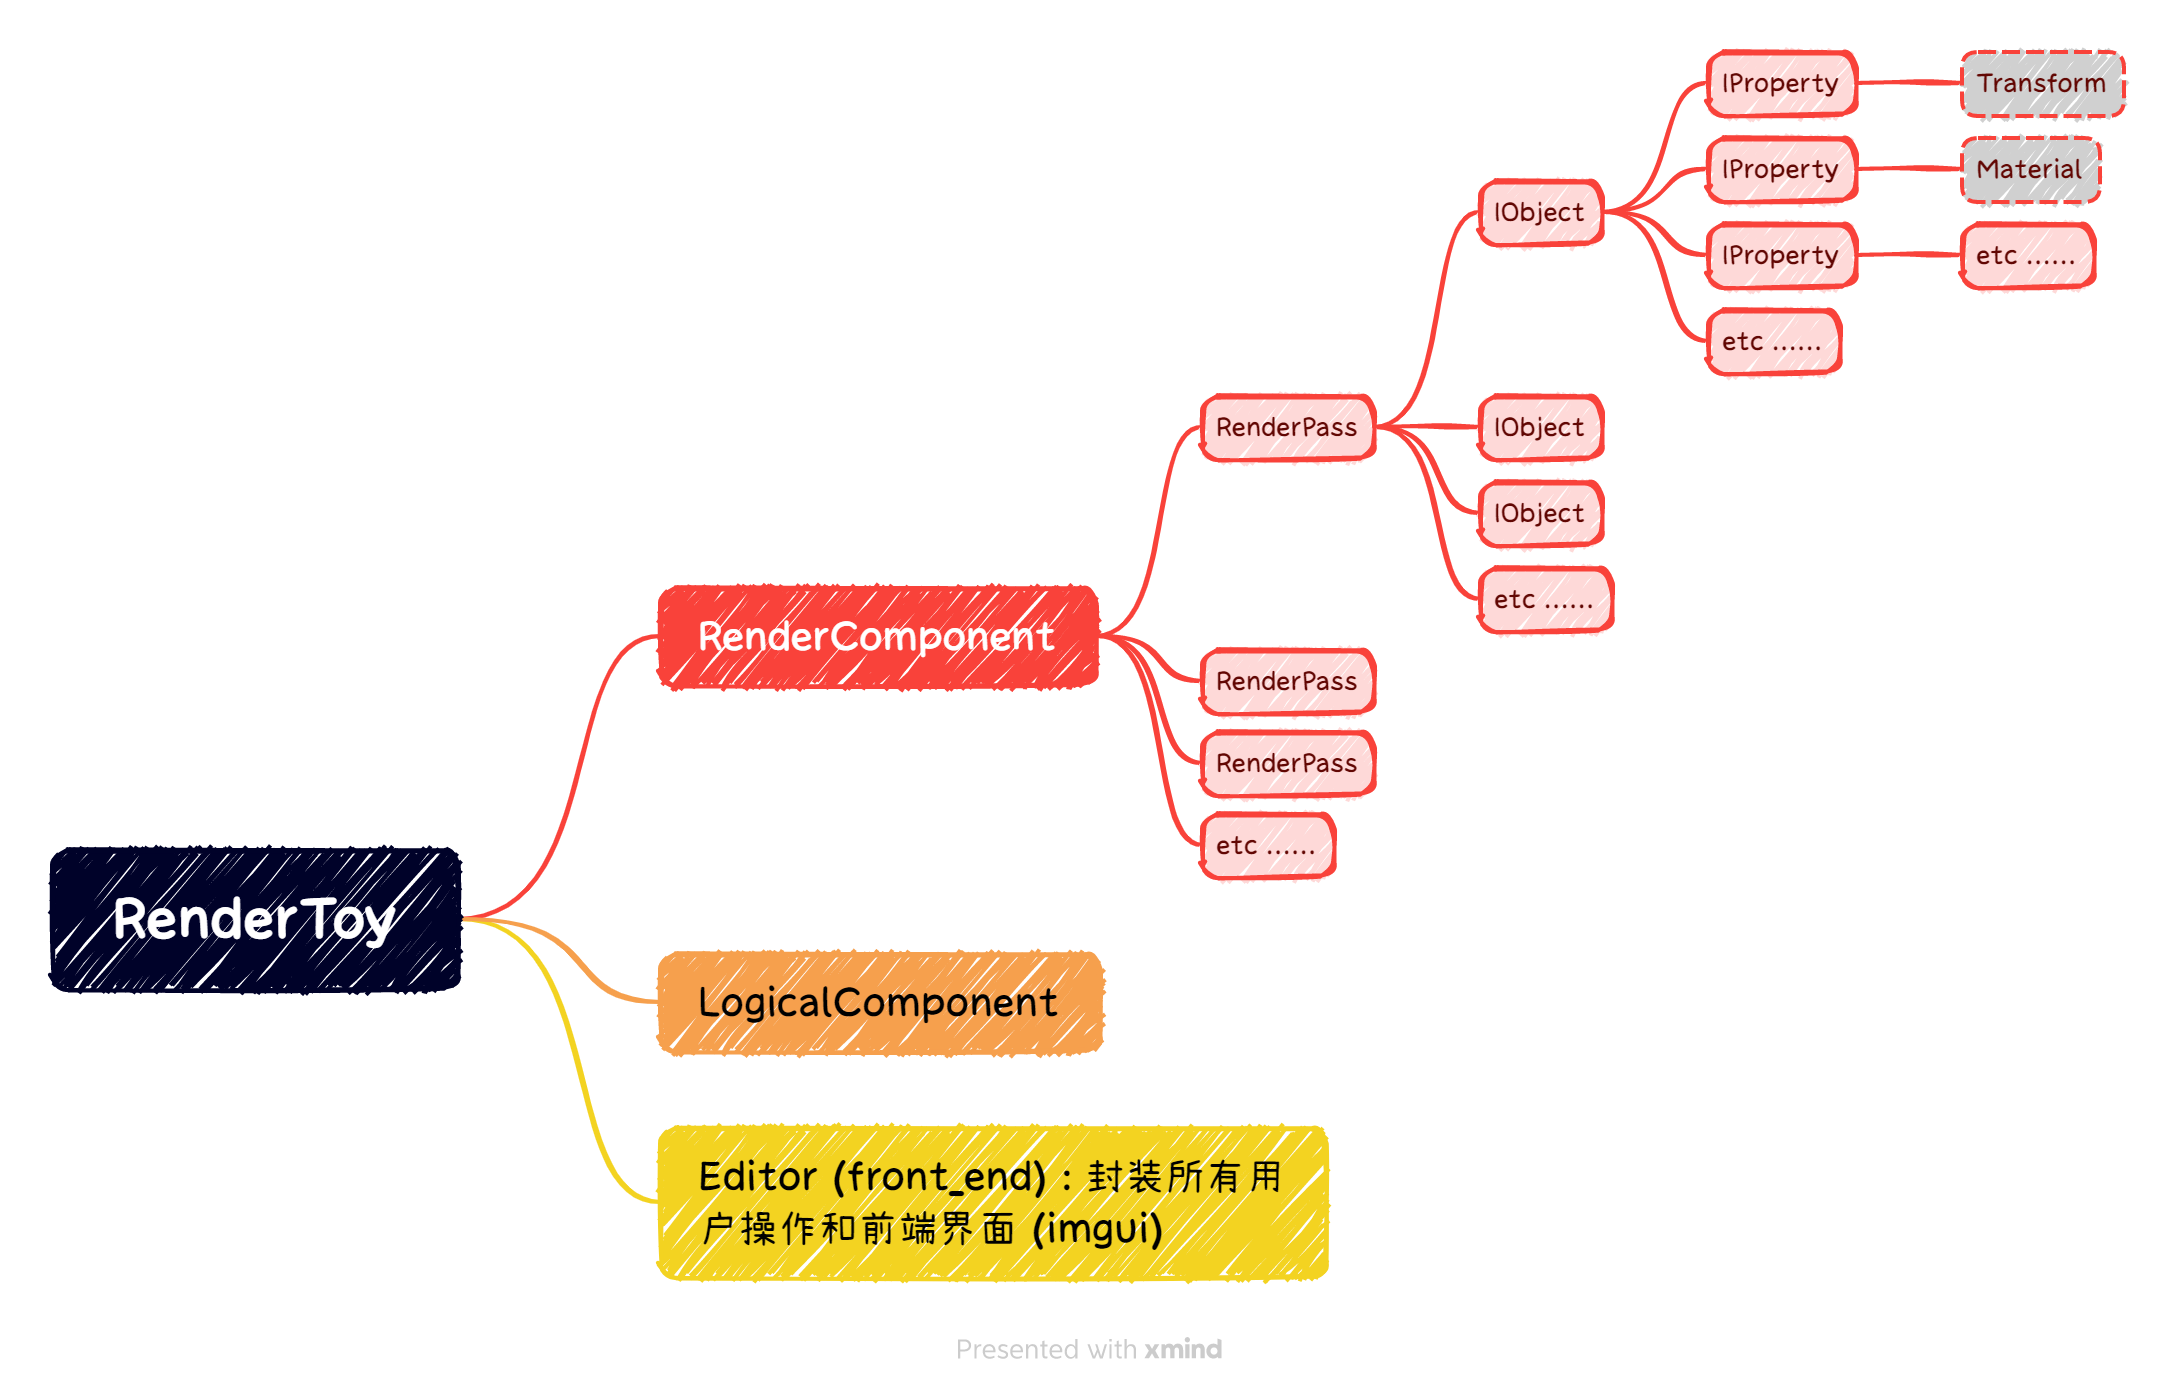 RenderToy
RenderComponent
RenderPass
IObject
IProperty
Transform
IProperty
Material
IProperty
etc ......
etc ......
IObject
IObject
etc ......
RenderPass
RenderPass
etc ......
LogicalComponent
Editor (front_end) : 封装所有用
户操作和前端界面 (imgui)
Presented with xmind